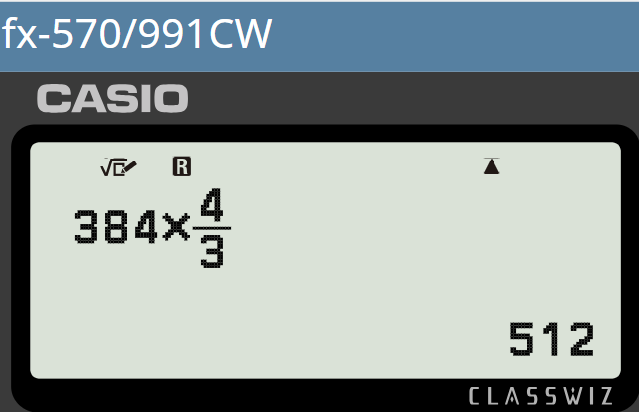 fx-570/991CW
CASIO
√□ R ▲
384×4/3
512
CLASSWIZ